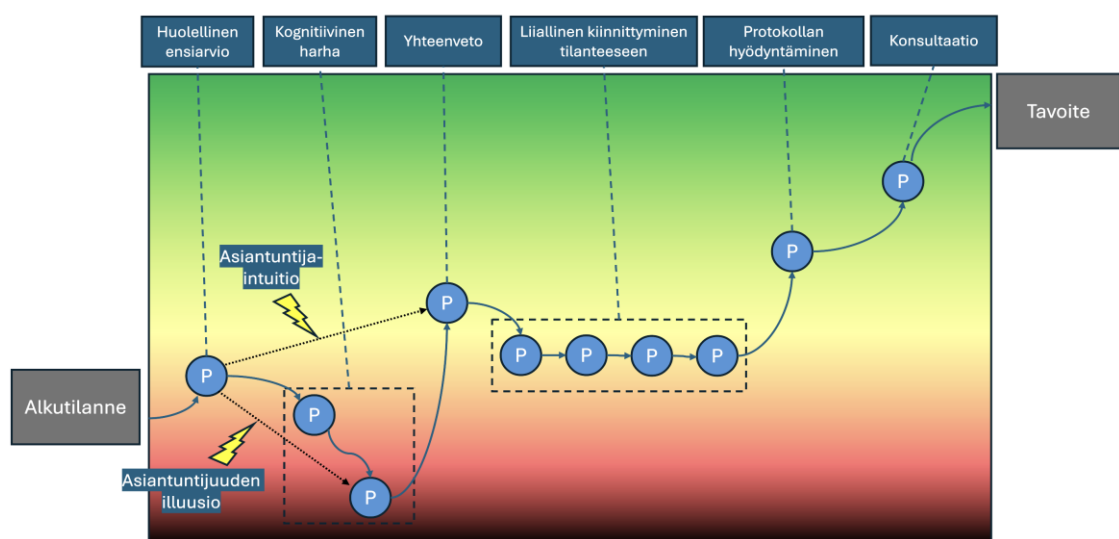 Huolellinen
ensiarvio
Kognitiivinen
harha
Yhteenveto
Liiallinen kiinnittyminen
tilanteeseen
Protokollan
hyödyntäminen
Konsultaatio
Tavoite
P
P
Asiantuntija-
intuitio
P
P
P
P
P
P
P
Alkutilanne
P
Asiantuntijuuden
illuusio
P